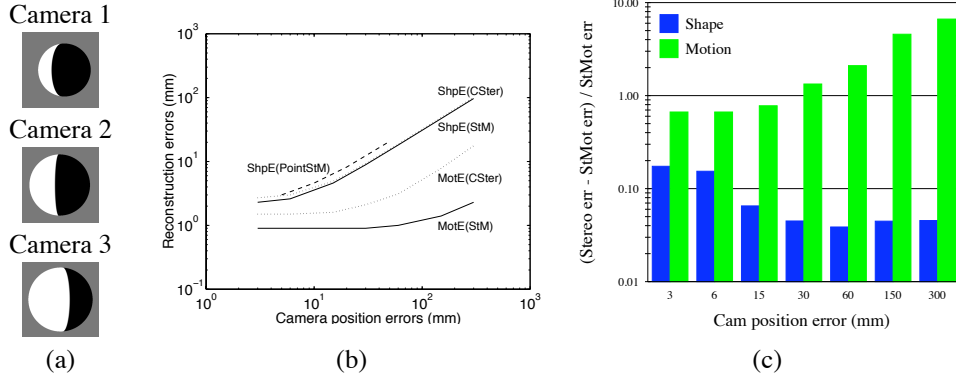 Camera 1
Camera 2
Camera 3
(a)
Reconstruction errors (mm)
10^3
10^2
10^1
10^0
10^-1
10^0 10^1 10^2 10^3
ShpE(CSter)
ShpE(StM)
ShpE(PointStM)
MotE(CSter)
MotE(StM)
Camera position errors (mm)
(b)
(Stereo err - StMot err) / StMot err
10.00
1.00
0.10
0.01
Shape
Motion
3 6 15 30 60 150 300
Cam position error (mm)
(c)